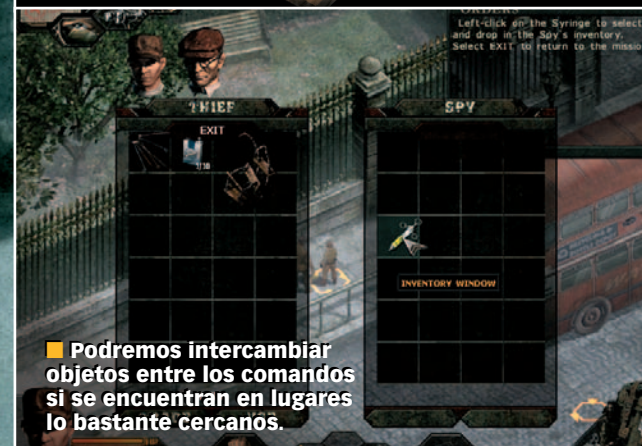 ORDERS
Left-click on the Syringe to select
and drop in the Spy's inventory.
Select EXIT to return to the missio
THIEF
SPY
EXIT
1/10
INVENTORY WINDOW
Podremos intercambiar
objetos entre los comandos
si se encuentran en lugares
lo bastante cercanos.